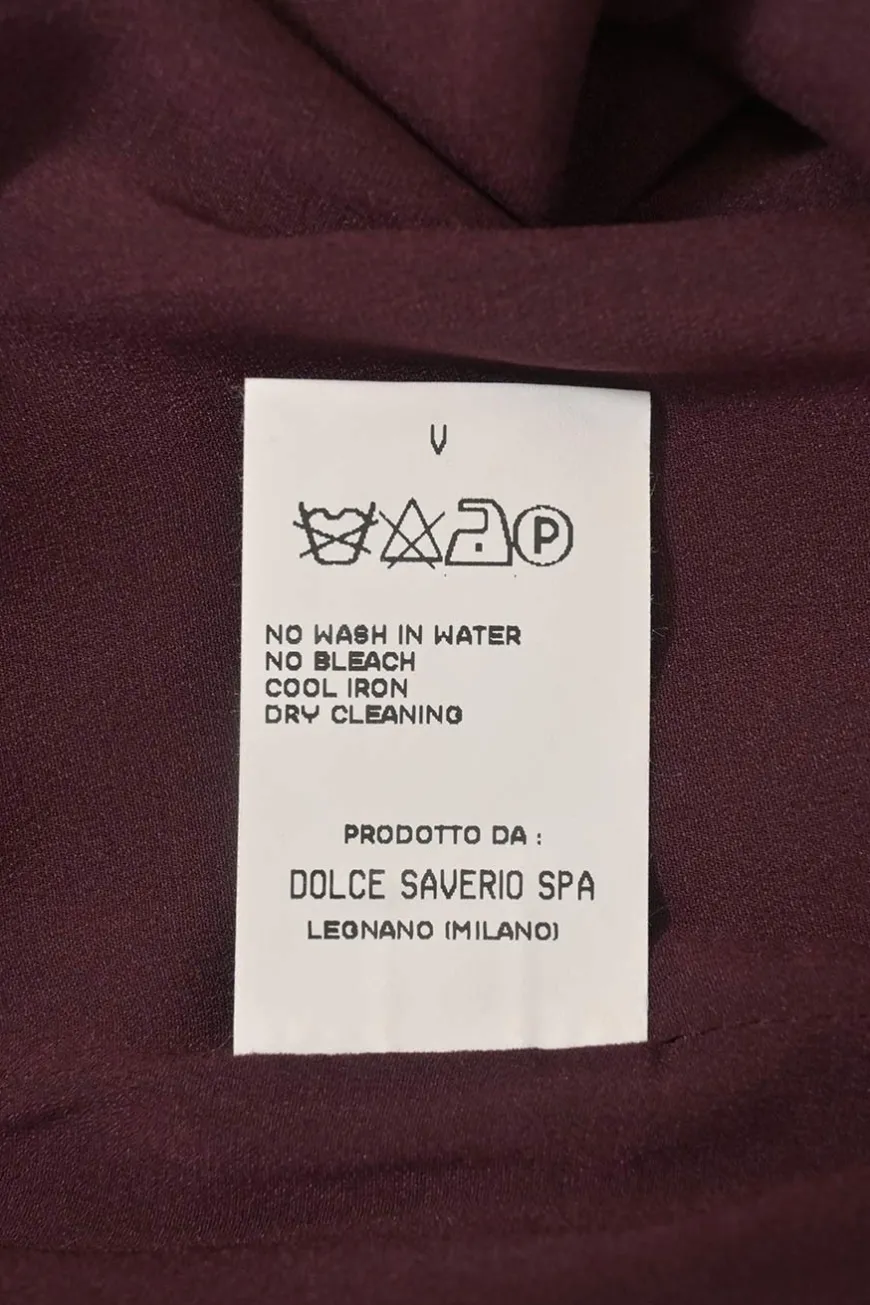 V
P
NO WASH IN WATER
NO BLEACH
COOL IRON
DRY CLEANING
PRODOTTO DA :
DOLCE SAVERIO SPA
LEGNANO (MILANO)